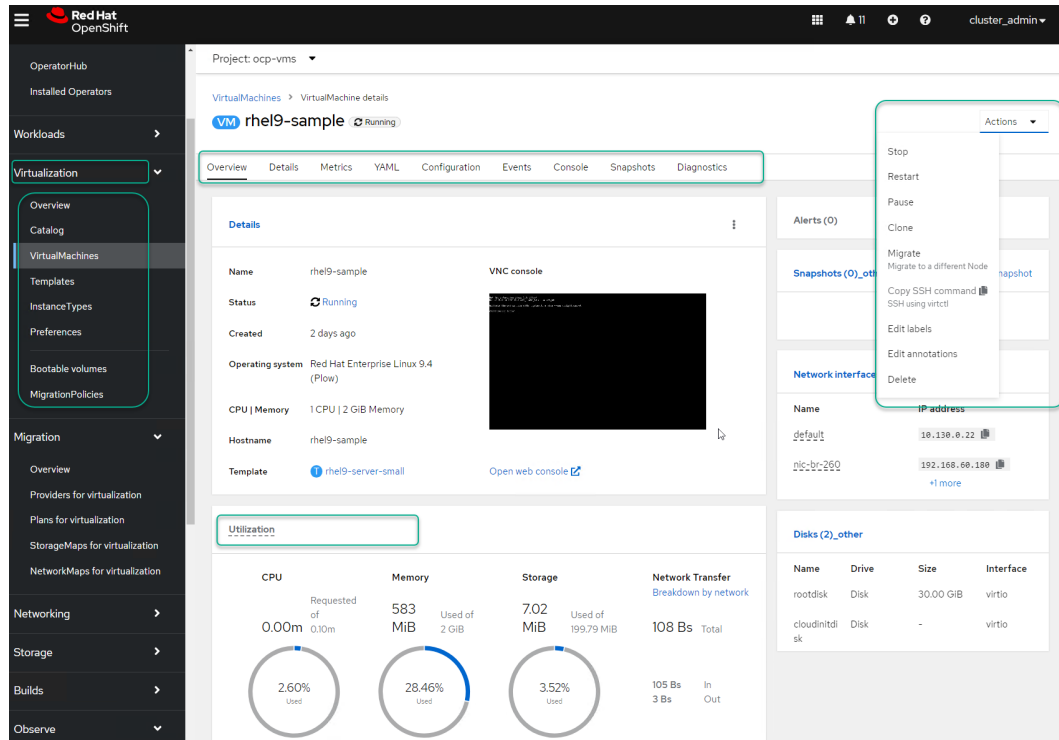 Red Hat
OpenShift
11
cluster_admin
OperatorHub
Installed Operators
Workloads
Virtualization
Overview
Catalog
VirtualMachines
Templates
InstanceTypes
Preferences
Bootable volumes
MigrationPolicies
Migration
Overview
Providers for virtualization
Plans for virtualization
StorageMaps for virtualization
NetworkMaps for virtualization
Networking
Storage
Builds
Observe
Project: ocp-vms
VirtualMachines > VirtualMachine details
VM rhel9-sample Running
Actions
Stop
Restart
Pause
Clone
Migrate
Migrate to a different Node
Copy SSH command
SSH using virtctl
Edit labels
Edit annotations
Delete
Overview Details Metrics YAML Configuration Events Console Snapshots Diagnostics
Details
Name rhel9-sample
Status Running
Created 2 days ago
Operating system Red Hat Enterprise Linux 9.4
(Plow)
CPU | Memory 1 CPU | 2 GiB Memory
Hostname rhel9-sample
Template T rhel9-server-small
VNC console
Open web console
Utilization
CPU
Requested
of
0.00m 0.10m
2.60%
Used
Memory
583
MiB
Used of
2 GiB
28.46%
Used
Storage
7.02
MiB
Used of
199.79 MiB
3.52%
Used
Network Transfer
Breakdown by network
108 Bs Total
105 Bs In
3 Bs Out
Alerts (0)
Snapshots (0)
Network interface
Name IP address
default 10.130.0.22
nic-br-260 192.168.60.180
+1 more
Disks (2)_other
Name Drive Size Interface
rootdisk Disk 30.00 GiB virtio
cloudinitdi
sk
Disk - virtio